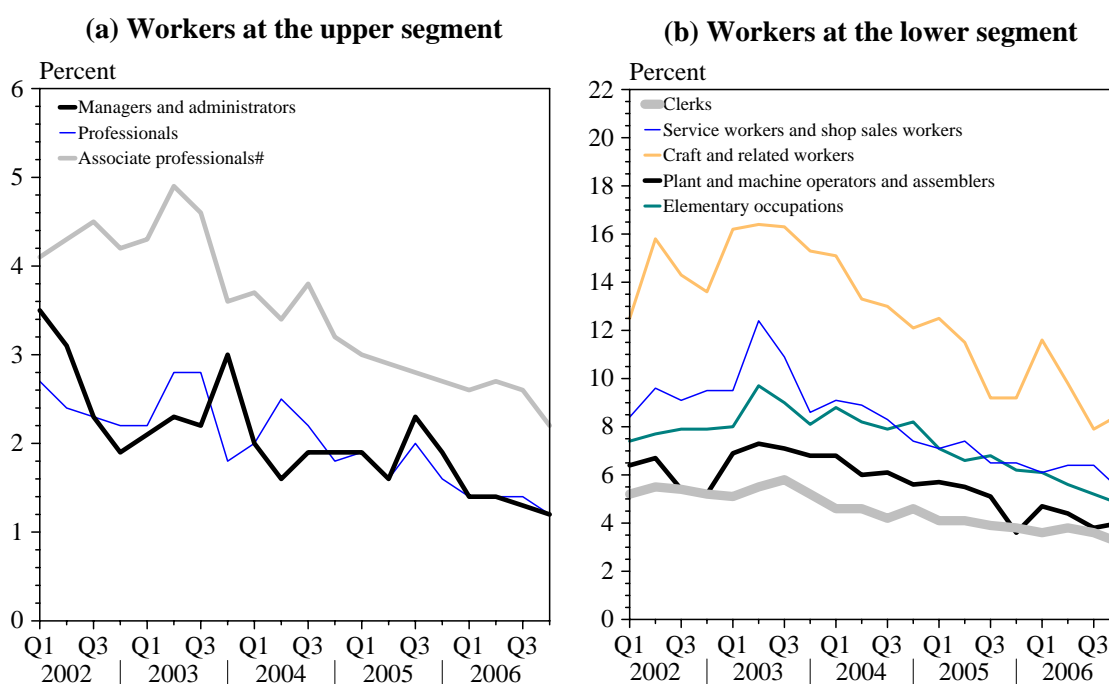 (a) Workers at the upper segment
Percent
6
5
4
3
2
1
0
Managers and administrators
Professionals
Associate professionals#
Q1 Q3 Q1 Q3 Q1 Q3 Q1 Q3 Q1 Q3
2002 2003 2004 2005 2006
(b) Workers at the lower segment
Percent
22
20
18
16
14
12
10
8
6
4
2
0
Clerks
Service workers and shop sales workers
Craft and related workers
Plant and machine operators and assemblers
Elementary occupations
Q1 Q3 Q1 Q3 Q1 Q3 Q1 Q3 Q1 Q3
2002 2003 2004 2005 2006